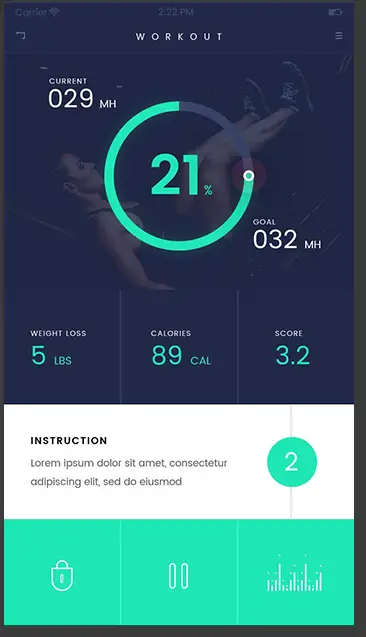 Carrier 2:22 PM
WORKOUT
CURRENT
029 MH
21%
GOAL
032 MH
WEIGHT LOSS CALORIES SCORE
5 LBS 89 CAL 3.2
INSTRUCTION
Lorem ipsum dolor sit amet, consectetur
adipiscing elit, sed do eiusmod
2